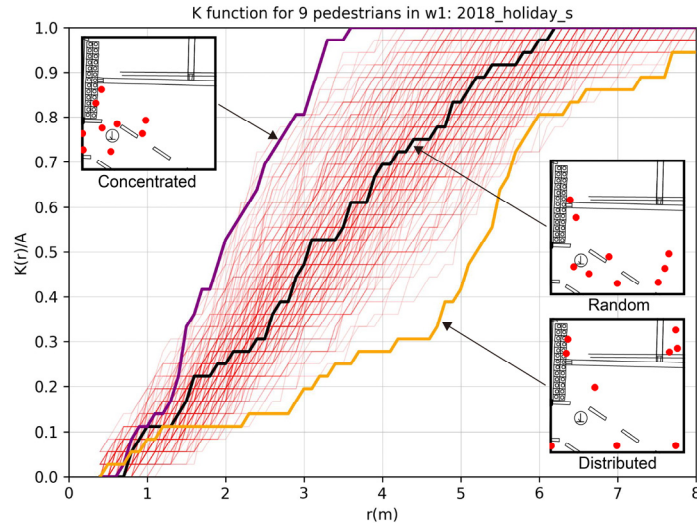 K function for 9 pedestrians in w1: 2018_holiday_s
1.0
0.9
0.8
0.7
0.6
0.5
0.4
0.3
0.2
0.1
0.0
K(r)/A
Concentrated
Random
Distributed
0 1 2 3 4 5 6 7 8
r(m)